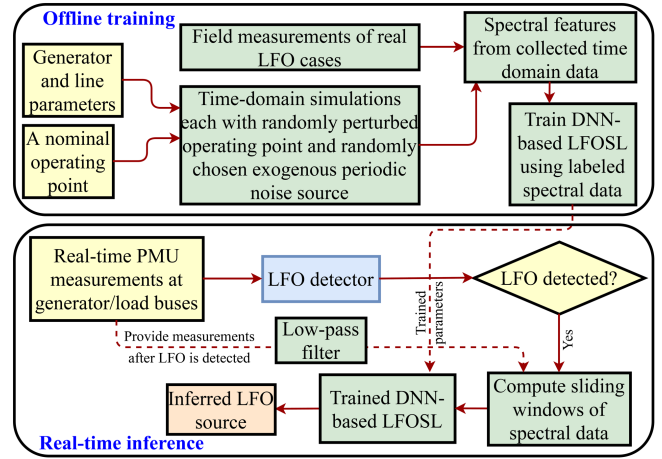 Offline training
Field measurements of real
LFO cases
Spectral features
from collected time
domain data
Generator
and line
parameters
A nominal
operating
point
Time-domain simulations
each with randomly perturbed
operating point and randomly
chosen exogenous periodic
noise source
Train DNN-
based LFOSL
using labeled
spectral data
Real-time PMU
measurements at
generator/load buses
LFO detector
LFO detected?
Trained
parameters
Yes
Provide measurements
after LFO is detected
Low-pass
filter
Inferred LFO
source
Trained DNN-
based LFOSL
Compute sliding
windows of
spectral data
Real-time inference